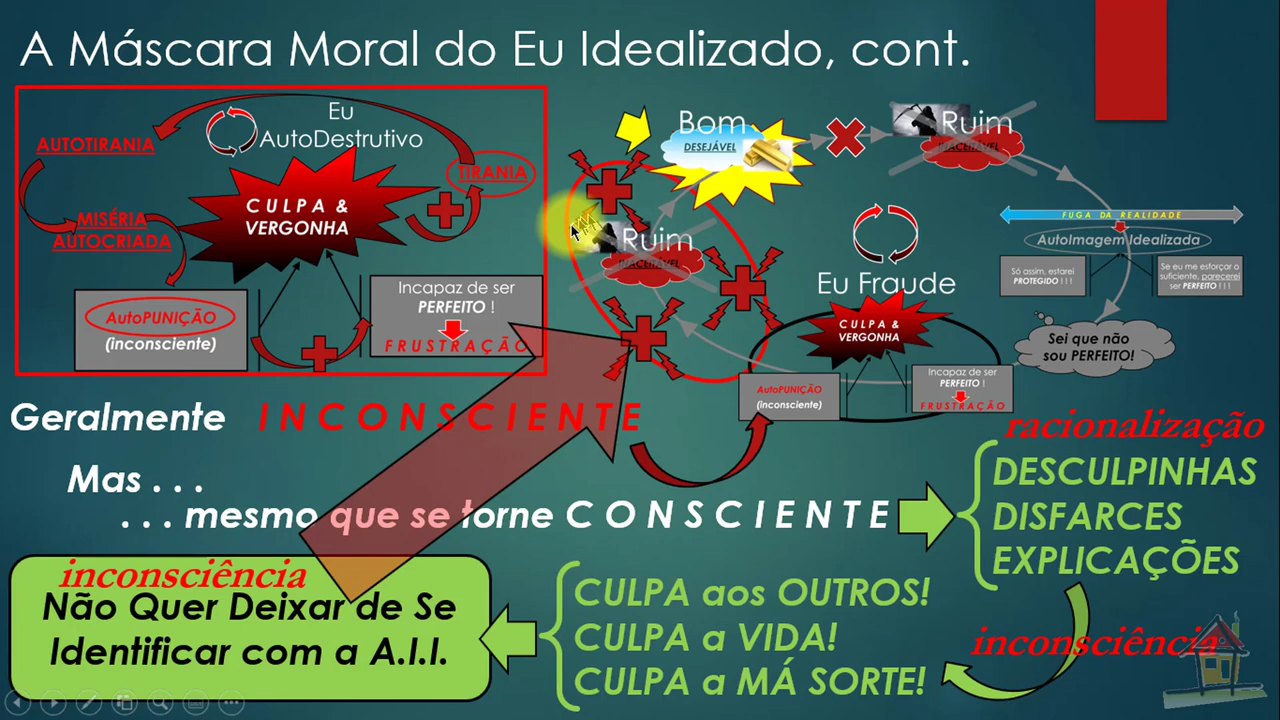 A Máscara Moral do Eu Idealizado, cont.
Eu
AutoDestrutivo
AUTOTIRANIA
TIRANIA
CULPA &
VERGONHA
MISÉRIA
AUTOCRIADA
AutoPUNIÇÃO
(inconsciente)
Incapaz de ser
PERFEITO !
FRUSTRAÇÃO
Bom
DESEJÁVEL
Ruim
INACEITÁVEL
Ruim
INACEITÁVEL
Eu Fraude
CULPA &
VERGONHA
AutoPUNIÇÃO
(inconsciente)
Incapaz de ser
PERFEITO !
FRUSTRAÇÃO
FUGA DA REALIDADE
AutoImagem Idealizada
Só assim, estarei
PROTEGIDO ! ! !
Se eu me esforçar o
suficiente, parecerei
ser PERFEITO ! ! !
Sei que não
sou PERFEITO!
Geralmente INCONSCIENTE
Mas . . .
. . . mesmo que se torne CONSCIENTE
racionalização
DESCULPINHAS
DISFARCES
EXPLICAÇÕES
inconsciência
CULPA aos OUTROS!
CULPA a VIDA!
CULPA a MÁ SORTE!
inconsciência
Não Quer Deixar de Se
Identificar com a A.I.I.